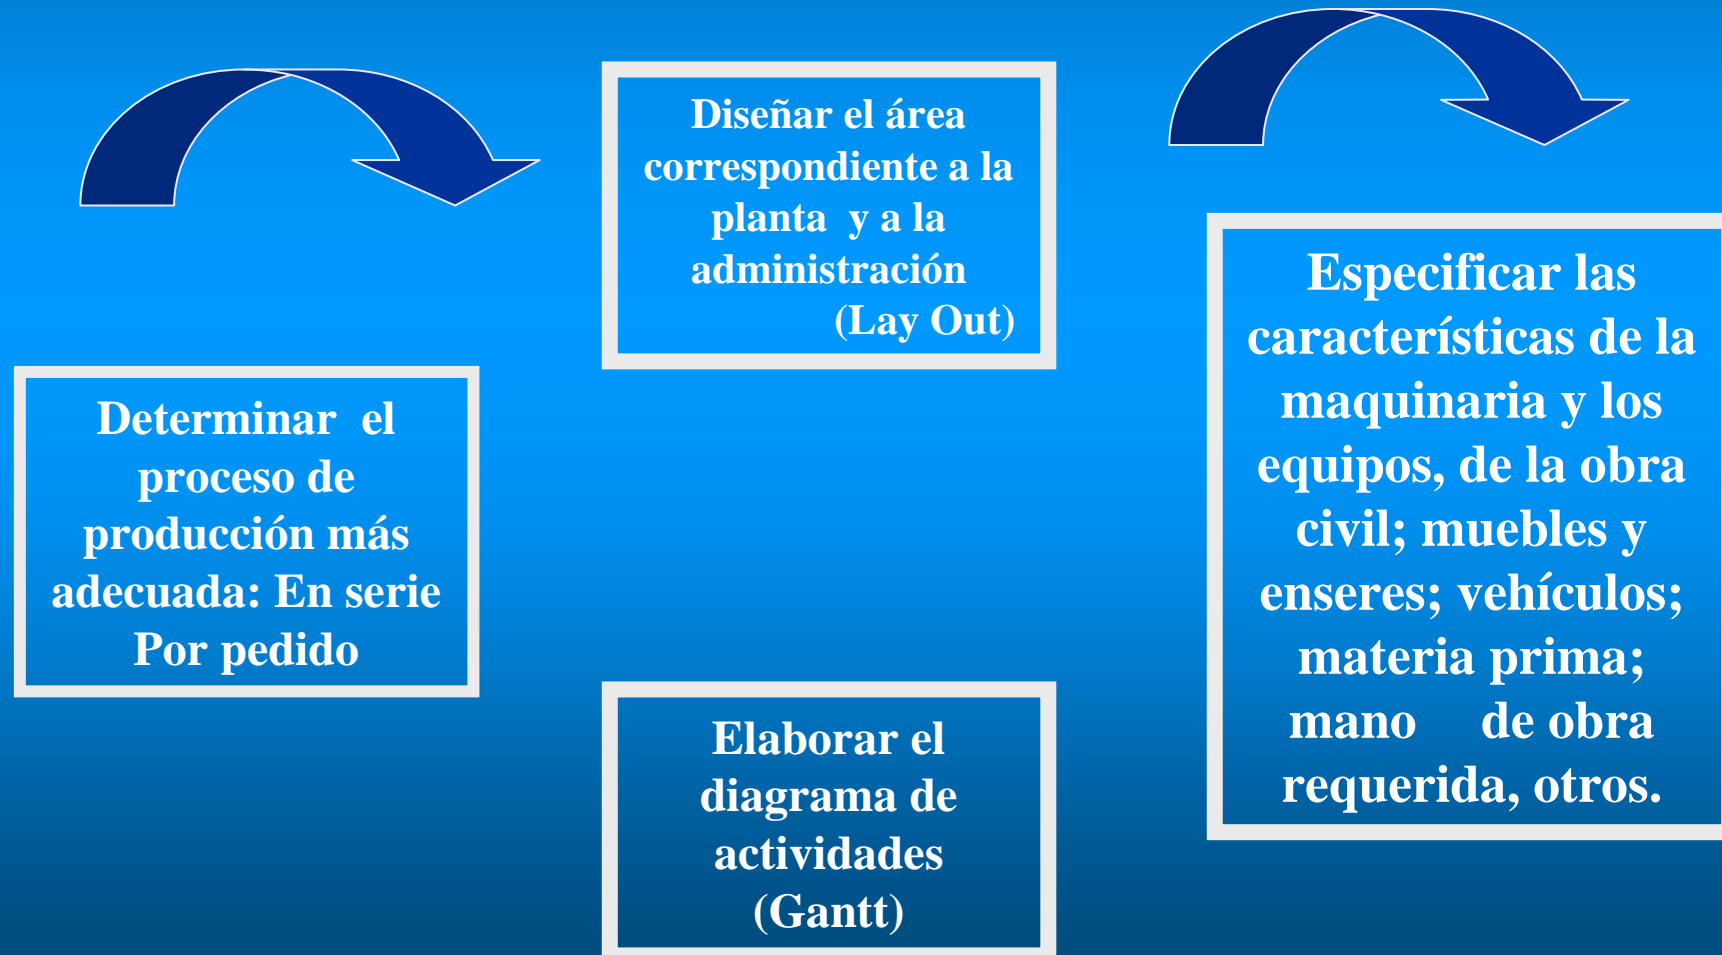 Determinar  el
proceso de
producción más
adecuada: En serie
Por pedido
Diseñar el área
correspondiente a la
planta  y a la
administración
(Lay Out)
Elaborar el
diagrama de
actividades
(Gantt)
Especificar las
características de la
maquinaria y los
equipos, de la obra
civil; muebles y
enseres; vehículos;
materia prima;
mano     de obra
requerida, otros.